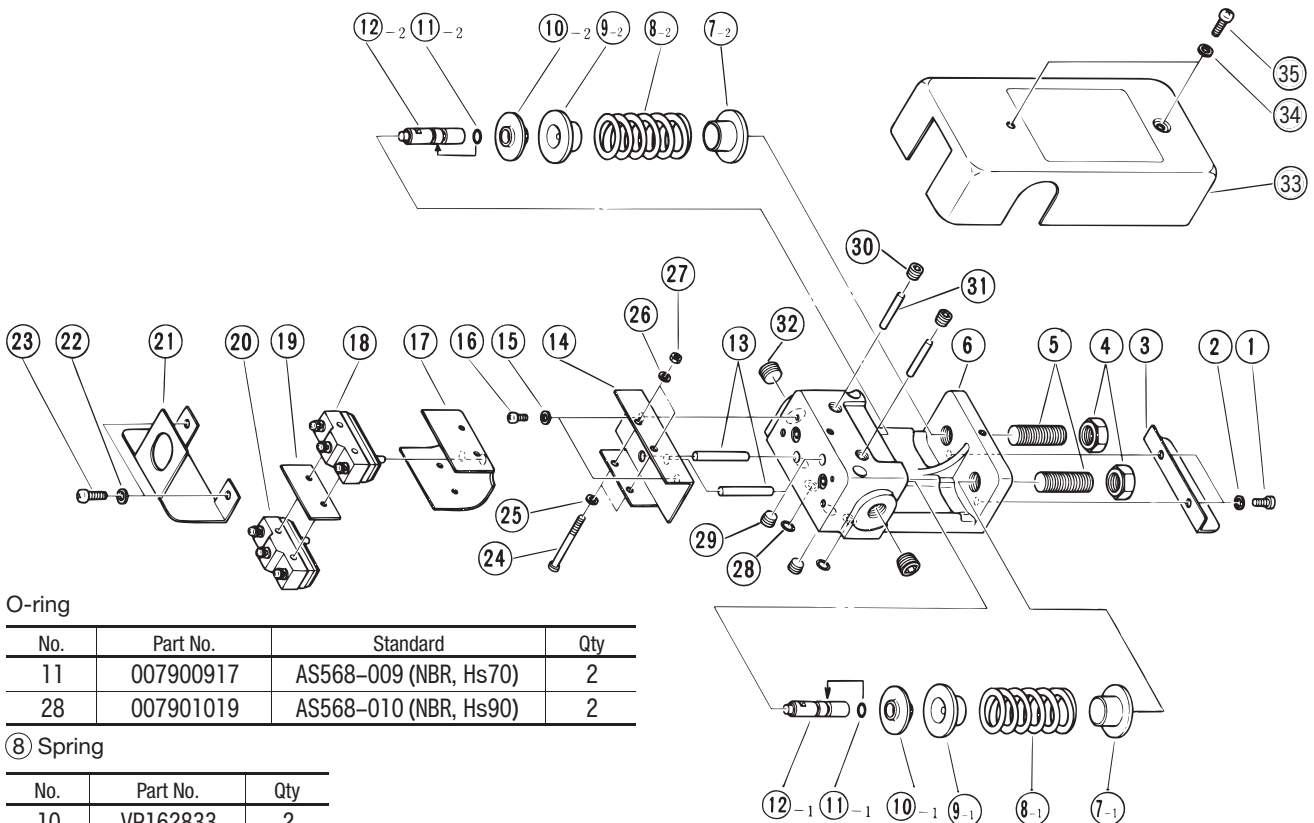 12-2 11-2 10-2 9-2 8-2 7-2
35
34
33
30
31
27
26
32
23 22 21 20 19 18 17 16 15 14 13 6 5 4 3 2 1
25
24
29
28
O-ring
No. Part No. Standard Qty
11 007900917 AS568–009 (NBR, Hs70) 2
28 007901019 AS568–010 (NBR, Hs90) 2
8 Spring
No. Part No. Qty
10 VP162833 2
12-1 11-1 10-1 9-1 8-1 7-1